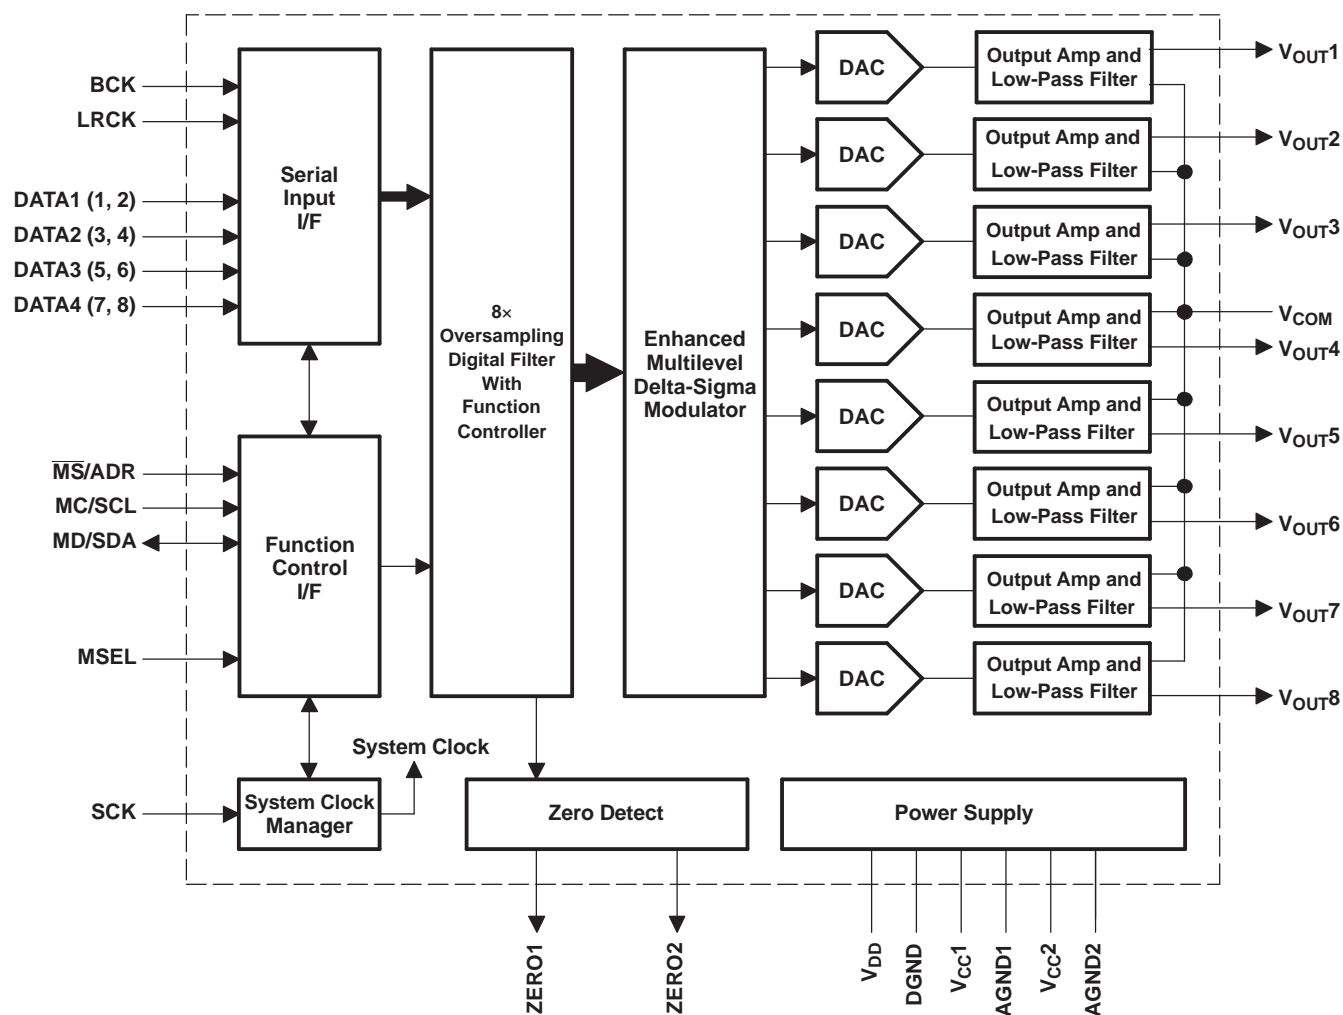 BCK
LRCK
DATA1 (1, 2)
DATA2 (3, 4)
DATA3 (5, 6)
DATA4 (7, 8)
MS/ADR
MC/SCL
MD/SDA
MSEL
SCK
Serial
Input
I/F
Function
Control
I/F
System Clock
Manager
System Clock
8×
Oversampling
Digital Filter
With
Function
Controller
Enhanced
Multilevel
Delta-Sigma
Modulator
DAC
Output Amp and
Low-Pass Filter
VOUT1
DAC
Output Amp and
Low-Pass Filter
VOUT2
DAC
Output Amp and
Low-Pass Filter
VOUT3
DAC
Output Amp and
Low-Pass Filter
VCOM
VOUT4
DAC
Output Amp and
Low-Pass Filter
VOUT5
DAC
Output Amp and
Low-Pass Filter
VOUT6
DAC
Output Amp and
Low-Pass Filter
VOUT7
DAC
Output Amp and
Low-Pass Filter
VOUT8
Zero Detect
Power Supply
ZERO1
ZERO2
VDD
DGND
VCC1
AGND1
VCC2
AGND2